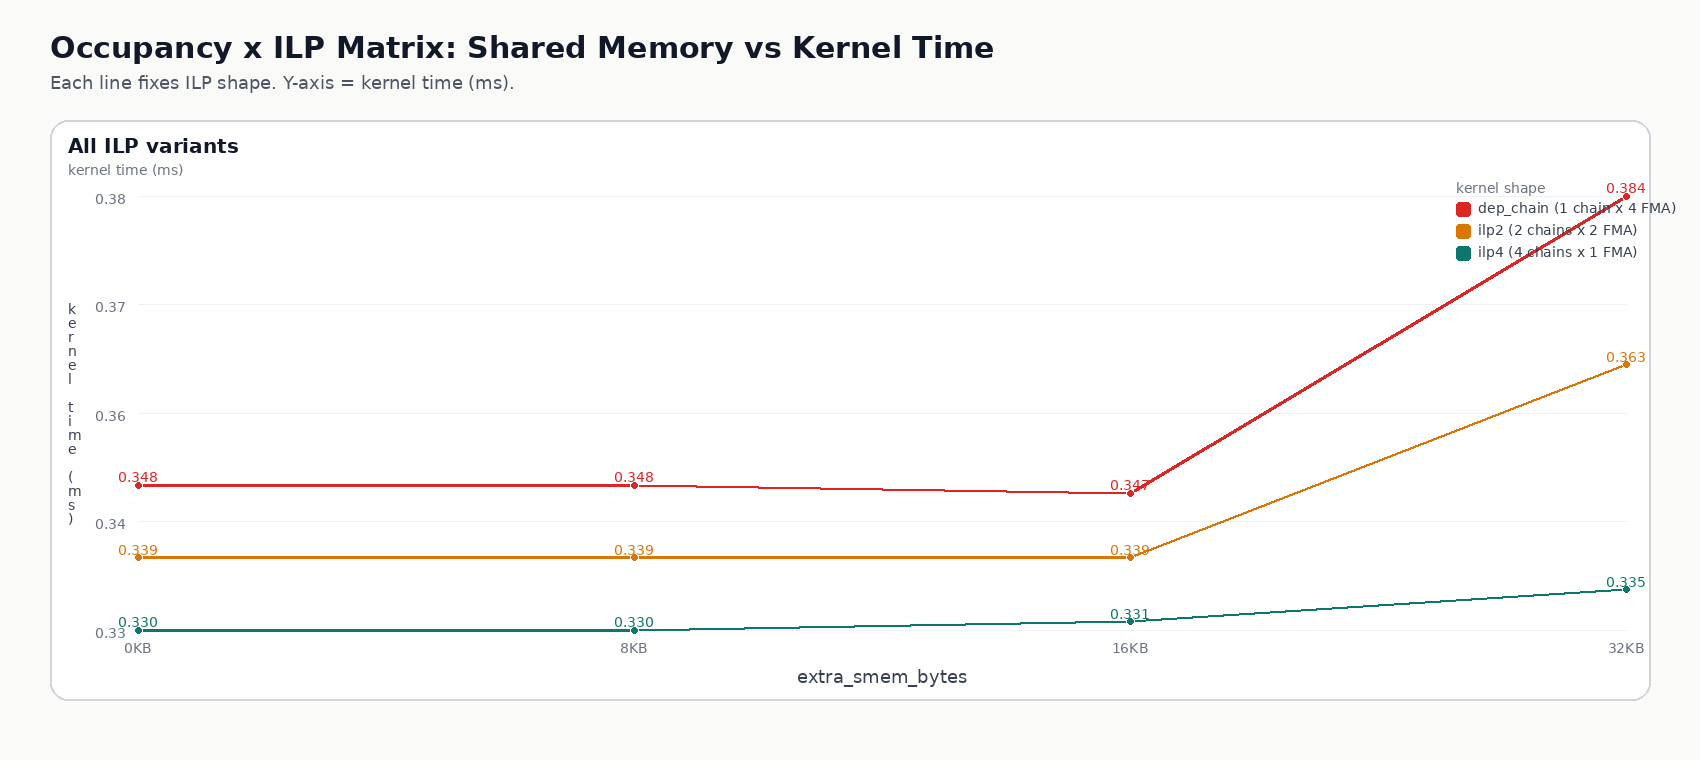 Occupancy x ILP Matrix: Shared Memory vs Kernel Time
Each line fixes ILP shape. Y-axis = kernel time (ms).
All ILP variants
kernel time (ms)
kernel shape
dep_chain (1 chain x 4 FMA)
ilp2 (2 chains x 2 FMA)
ilp4 (4 chains x 1 FMA)
0.38
0.37
0.36
0.34
0.33
kernel time (ms)
0.348
0.348
0.347
0.384
0.339
0.339
0.339
0.363
0.330
0.330
0.331
0.335
0KB
8KB
16KB
32KB
extra_smem_bytes